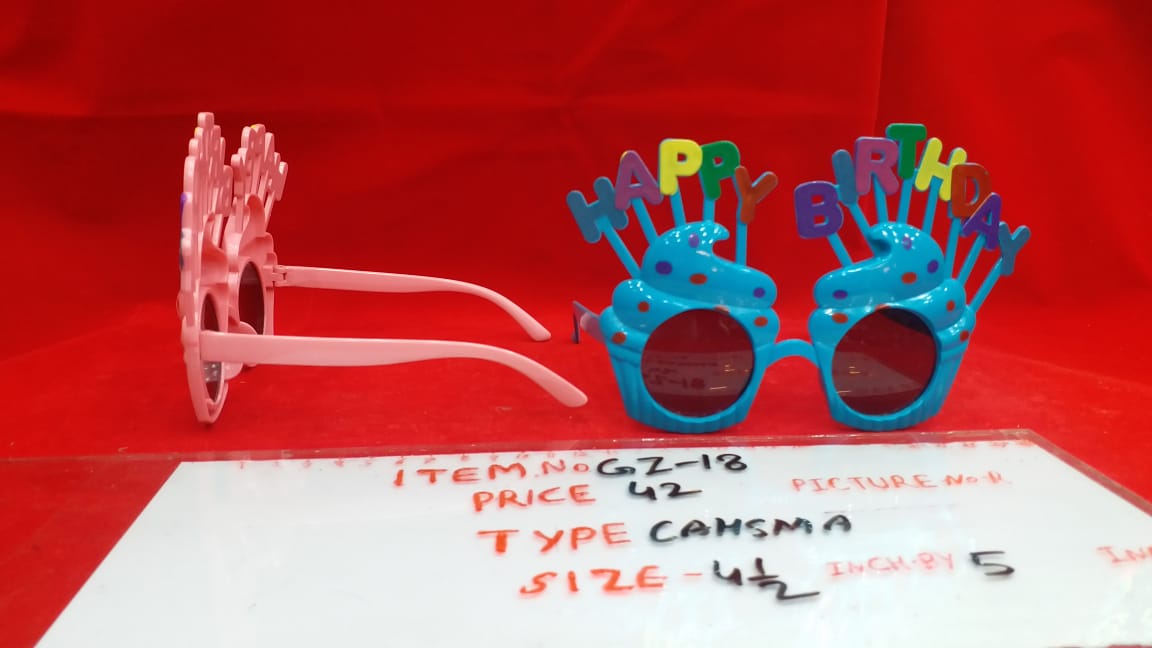 HAPPY BIRTHDAY
ITEM.No GZ-18
PRICE 42 PICTURE.No-R
TYPE CAHSMA
SIZE - 4 1/2 INCH.BY 5